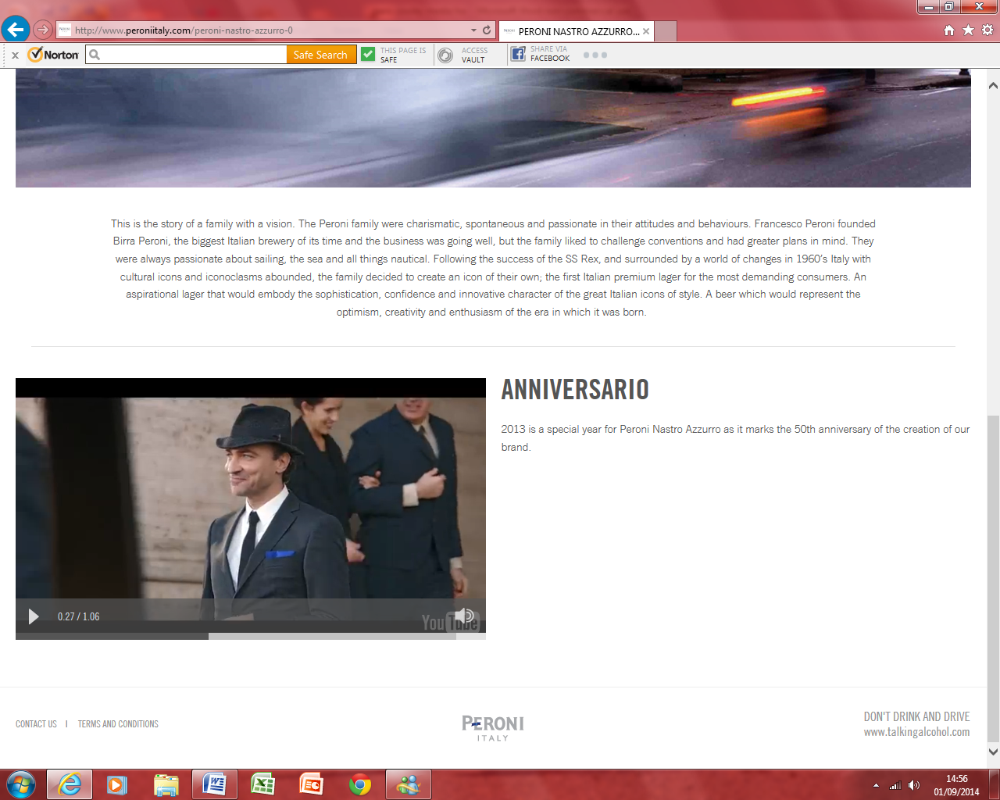 http://www.peroniitaly.com/peroni-nastro-azzurro-0
PERONI NASTRO AZZURRO...
Norton
Safe Search
THIS PAGE IS
SAFE
ACCESS
VAULT
SHARE VIA
FACEBOOK
This is the story of a family with a vision. The Peroni family were charismatic, spontaneous and passionate in their attitudes and behaviours. Francesco Peroni founded
Birra Peroni, the biggest Italian brewery of its time and the business was going well, but the family liked to challenge conventions and had greater plans in mind. They
were always passionate about sailing, the sea and all things nautical. Following the success of the SS Rex, and surrounded by a world of changes in 1960's Italy with
cultural icons and iconoclasms abounded, the family decided to create an icon of their own; the first Italian premium lager for the most demanding consumers. An
aspirational lager that would embody the sophistication, confidence and innovative character of the great Italian icons of style. A beer which would represent the
optimism, creativity and enthusiasm of the era in which it was born.
ANNIVERSARIO
2013 is a special year for Peroni Nastro Azzurro as it marks the 50th anniversary of the creation of our
brand.
0.27 / 1.06
YouTube
CONTACT US | TERMS AND CONDITIONS
PERONI
ITALY
DON'T DRINK AND DRIVE
www.talkingalcohol.com
14:56
01/09/2014